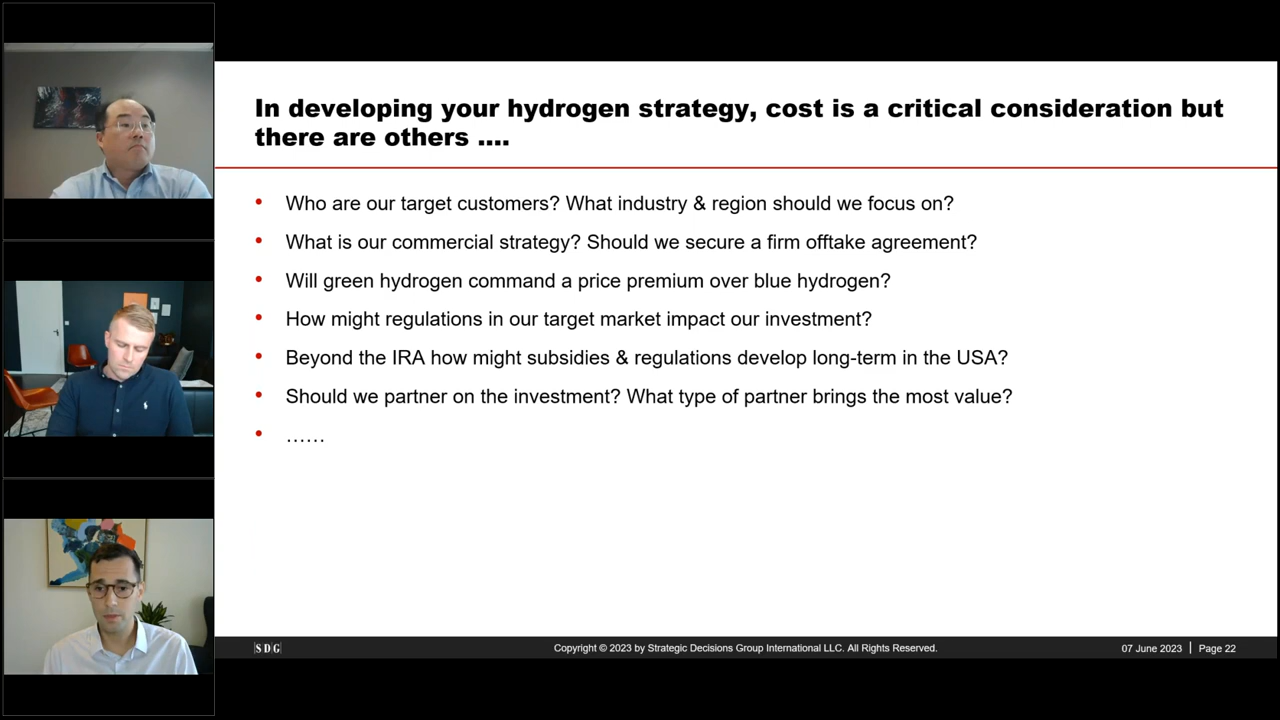 In developing your hydrogen strategy, cost is a critical consideration but
there are others ....
• Who are our target customers? What industry & region should we focus on?
• What is our commercial strategy? Should we secure a firm offtake agreement?
• Will green hydrogen command a price premium over blue hydrogen?
• How might regulations in our target market impact our investment?
• Beyond the IRA how might subsidies & regulations develop long-term in the USA?
• Should we partner on the investment? What type of partner brings the most value?
• ......
SDG
Copyright © 2023 by Strategic Decisions Group International LLC. All Rights Reserved.
07 June 2023 | Page 22